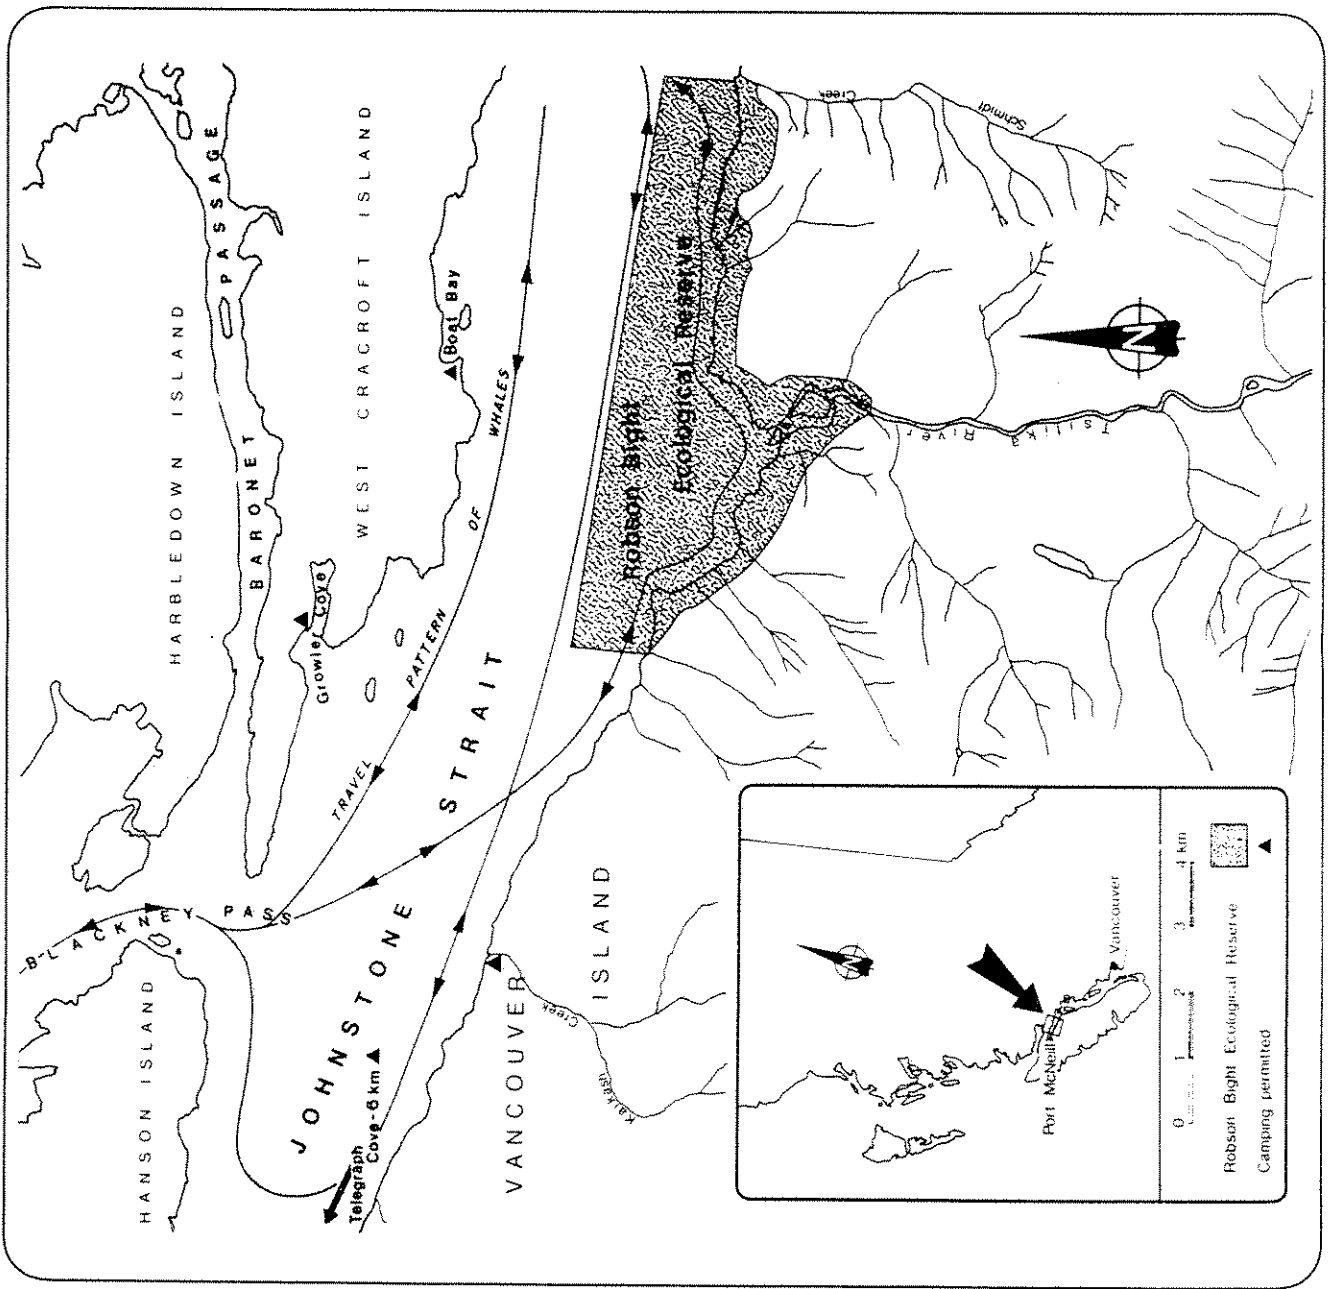 BLACKNEY PASS
HANSON ISLAND
HARBLEDOWN ISLAND
BARONET PASSAGE
WEST CRACROFT ISLAND
Growler Cove
Boat Bay
TRAVEL PATTERN OF WHALES
JOHNSTONE STRAIT
Telegraph
Cove-6 km
VANCOUVER ISLAND
Kaikash Creek
Robson Bight
Ecological Reserve
Schmidt Creek
Tsitika River
N
N
Port McNeill
Vancouver
0 1 2 3 4 km
Robson Bight Ecological Reserve
Camping permitted